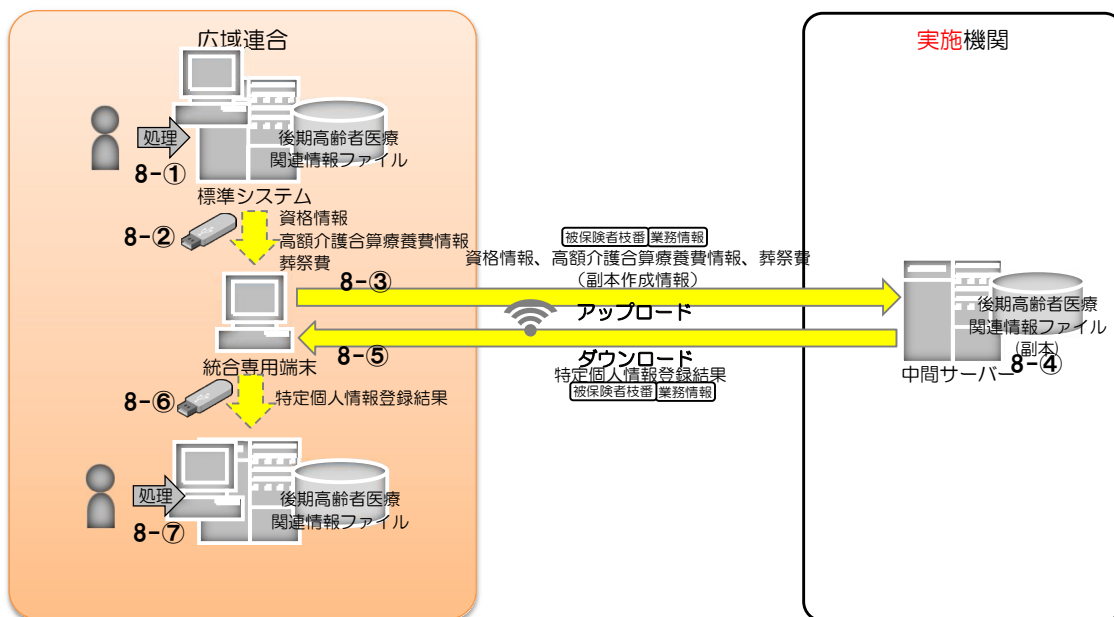 広域連合
処理
8-①
後期高齢者医療
関連情報ファイル
標準システム
8-②
資格情報
高額介護合算療養費情報
葬祭費
統合専用端末
8-③
被保険者枝番 業務情報
資格情報、高額介護合算療養費情報、葬祭費
（副本作成情報）
アップロード
8-⑤
ダウンロード
特定個人情報登録結果
被保険者枝番 業務情報
8-⑥
特定個人情報登録結果
処理
8-⑦
後期高齢者医療
関連情報ファイル
実施機関
後期高齢者医療
関連情報ファイル
(副本)
8-④
中間サーバー